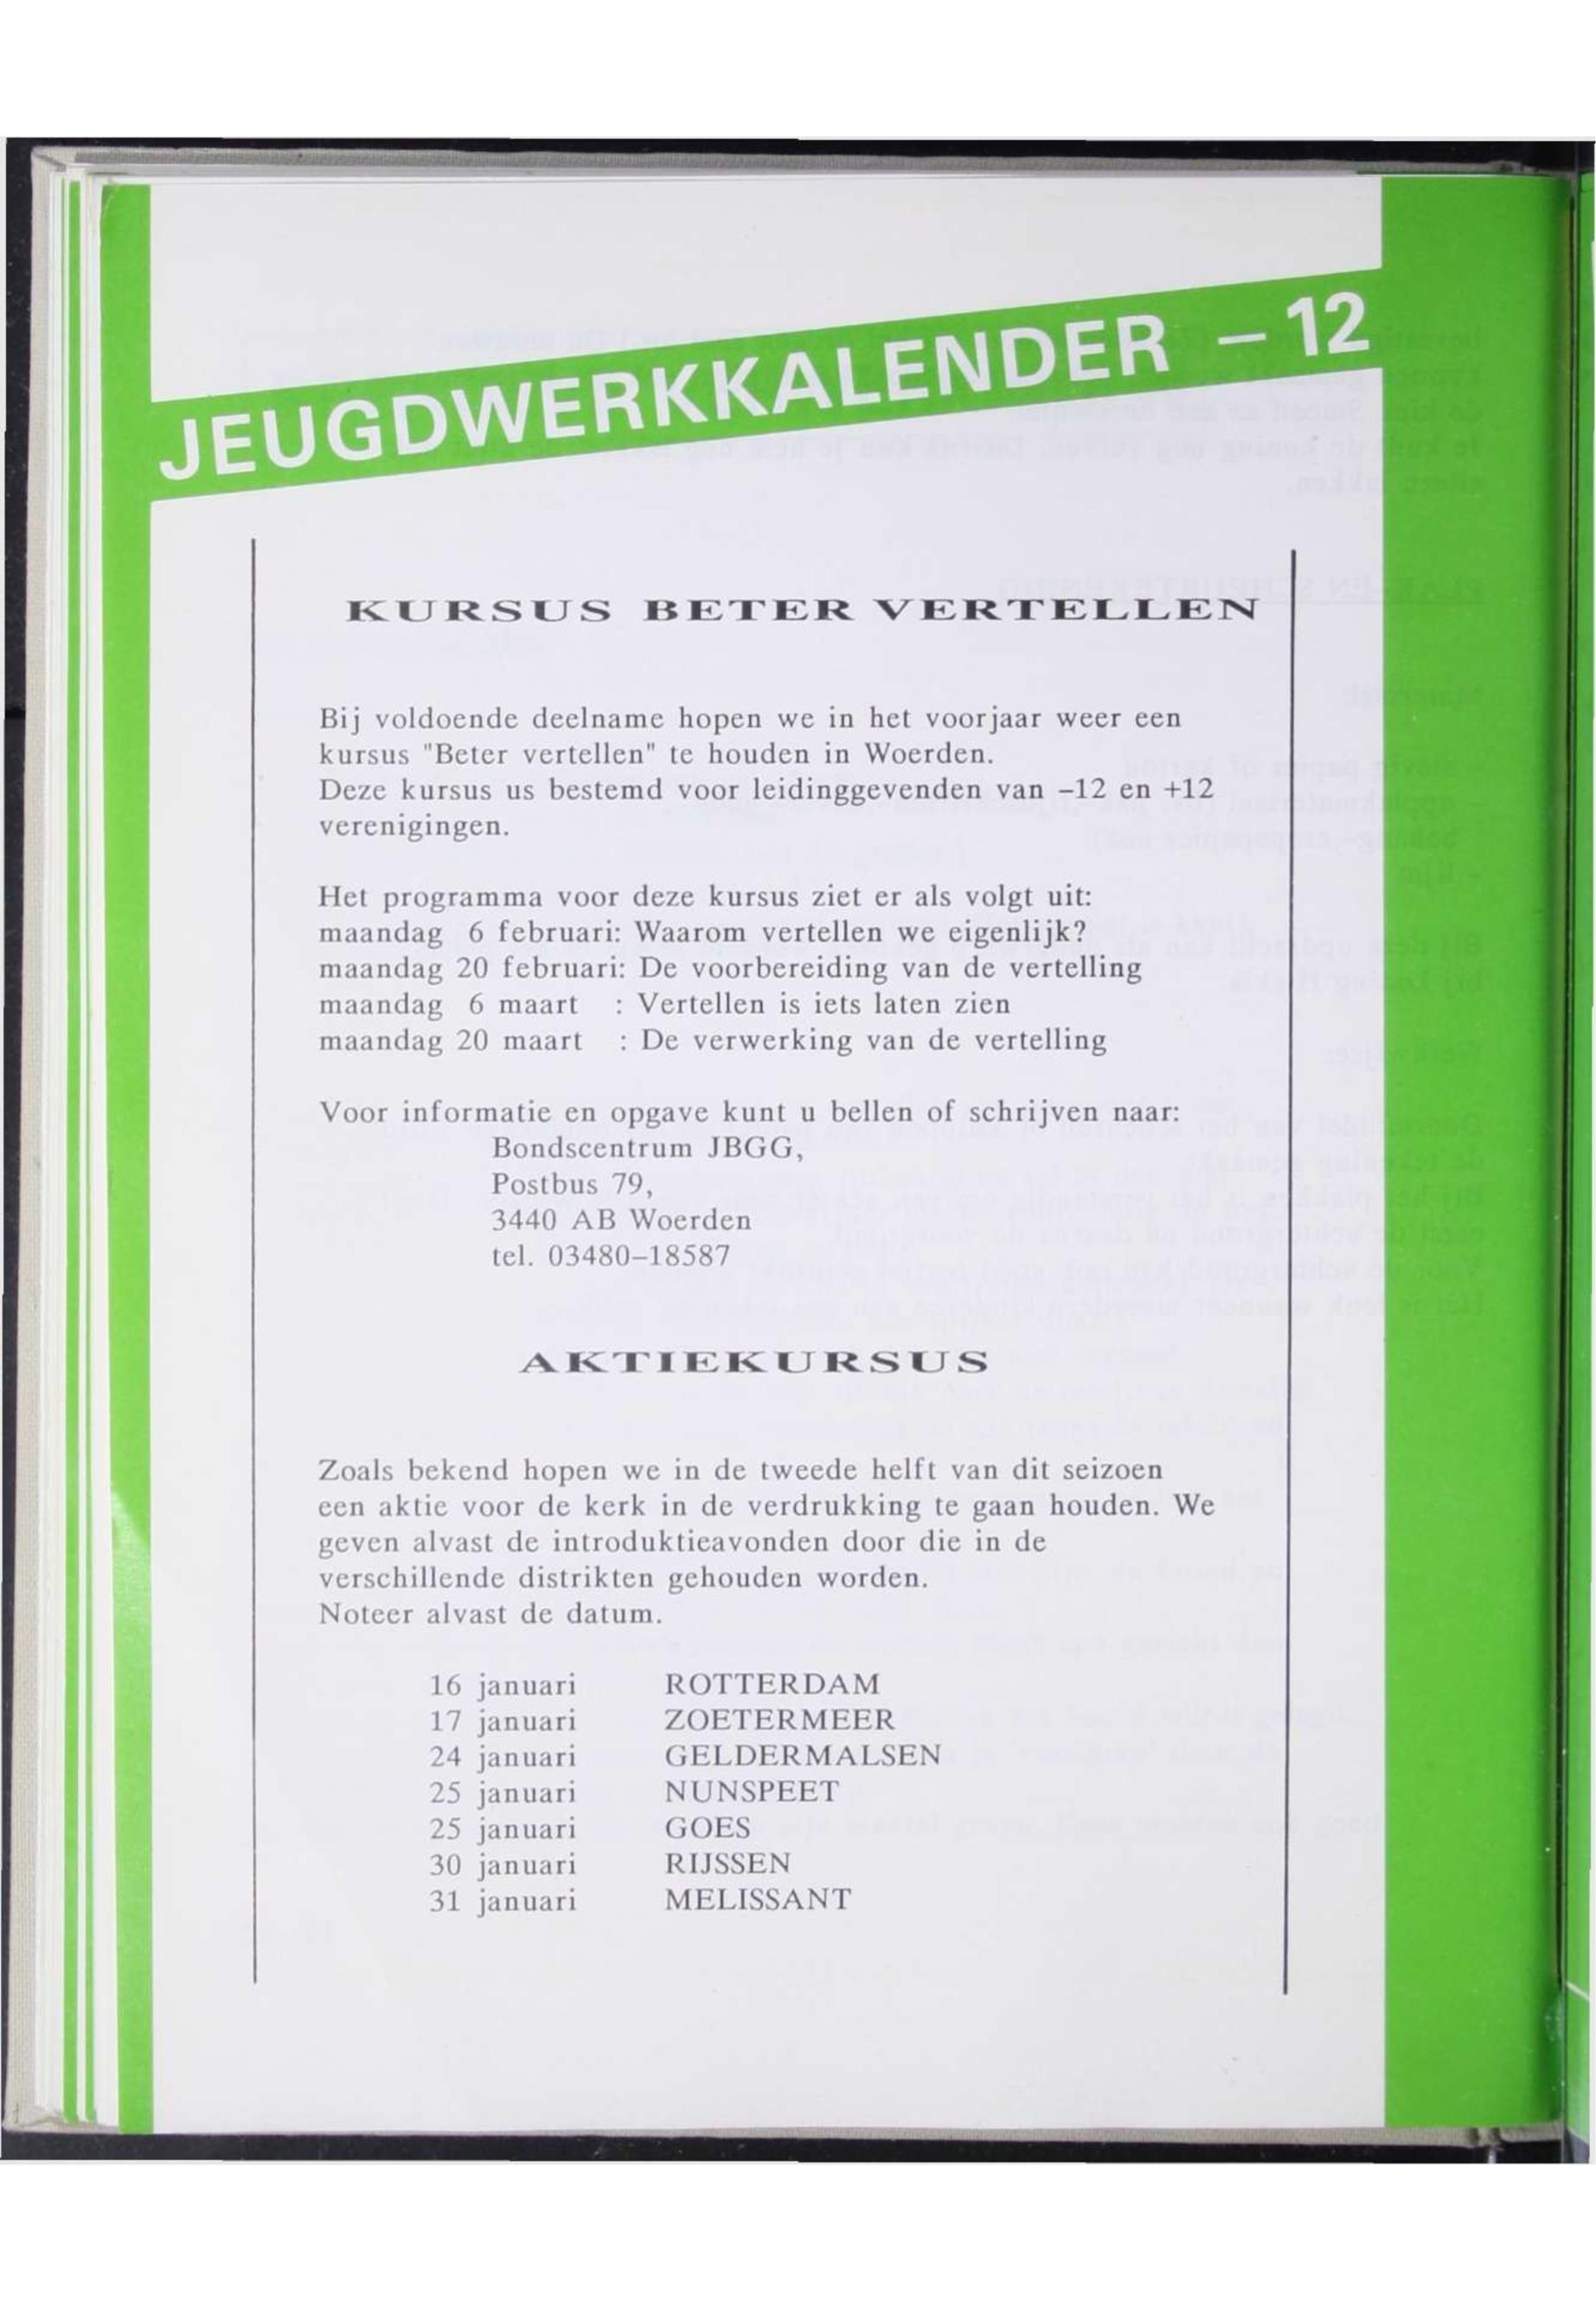 JEUGDWERKKALENDER - 12
KURSUS BETER VERTELLEN
Bij voldoende deelname hopen we in het voorjaar weer een
kursus "Beter vertellen" te houden in Woerden.
Deze kursus us bestemd voor leidinggevenden van -12 en +12
verenigingen.
Het programma voor deze kursus ziet er als volgt uit:
maandag 6 februari: Waarom vertellen we eigenlijk?
maandag 20 februari: De voorbereiding van de vertelling
maandag 6 maart : Vertellen is iets laten zien
maandag 20 maart : De verwerking van de vertelling
Voor informatie en opgave kunt u bellen of schrijven naar:
Bondscentrum JBGG,
Postbus 79,
3440 AB Woerden
tel. 03480-18587
AKTIEKURSUS
Zoals bekend hopen we in de tweede helft van dit seizoen
een aktie voor de kerk in de verdrukking te gaan houden. We
geven alvast de introduktieavonden door die in de
verschillende distrikten gehouden worden.
Noteer alvast de datum.
16 januari ROTTERDAM
17 januari ZOETERMEER
24 januari GELDERMALSEN
25 januari NUNSPEET
25 januari GOES
30 januari RIJSSEN
31 januari MELISSANT